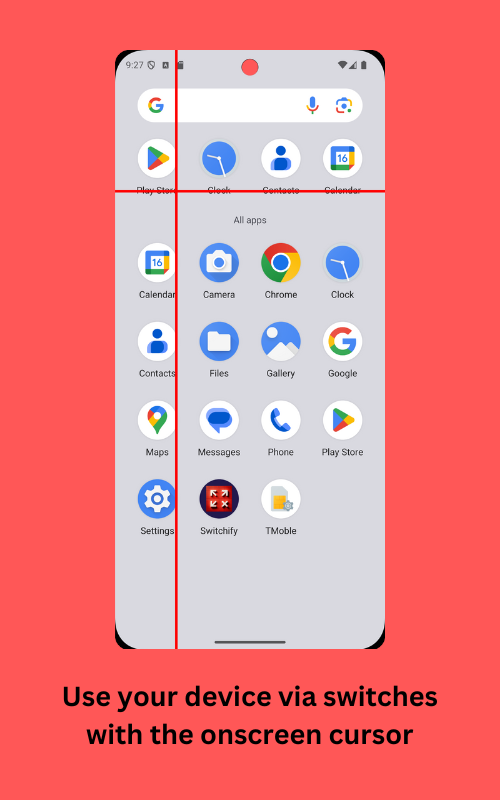 9:27
Play Store Clock Contacts Calendar
All apps
16
16
Calendar Camera Chrome Clock
Contacts Files Gallery Google
Maps Messages Phone Play Store
Settings Switchify TMoble
Use your device via switches
with the onscreen cursor